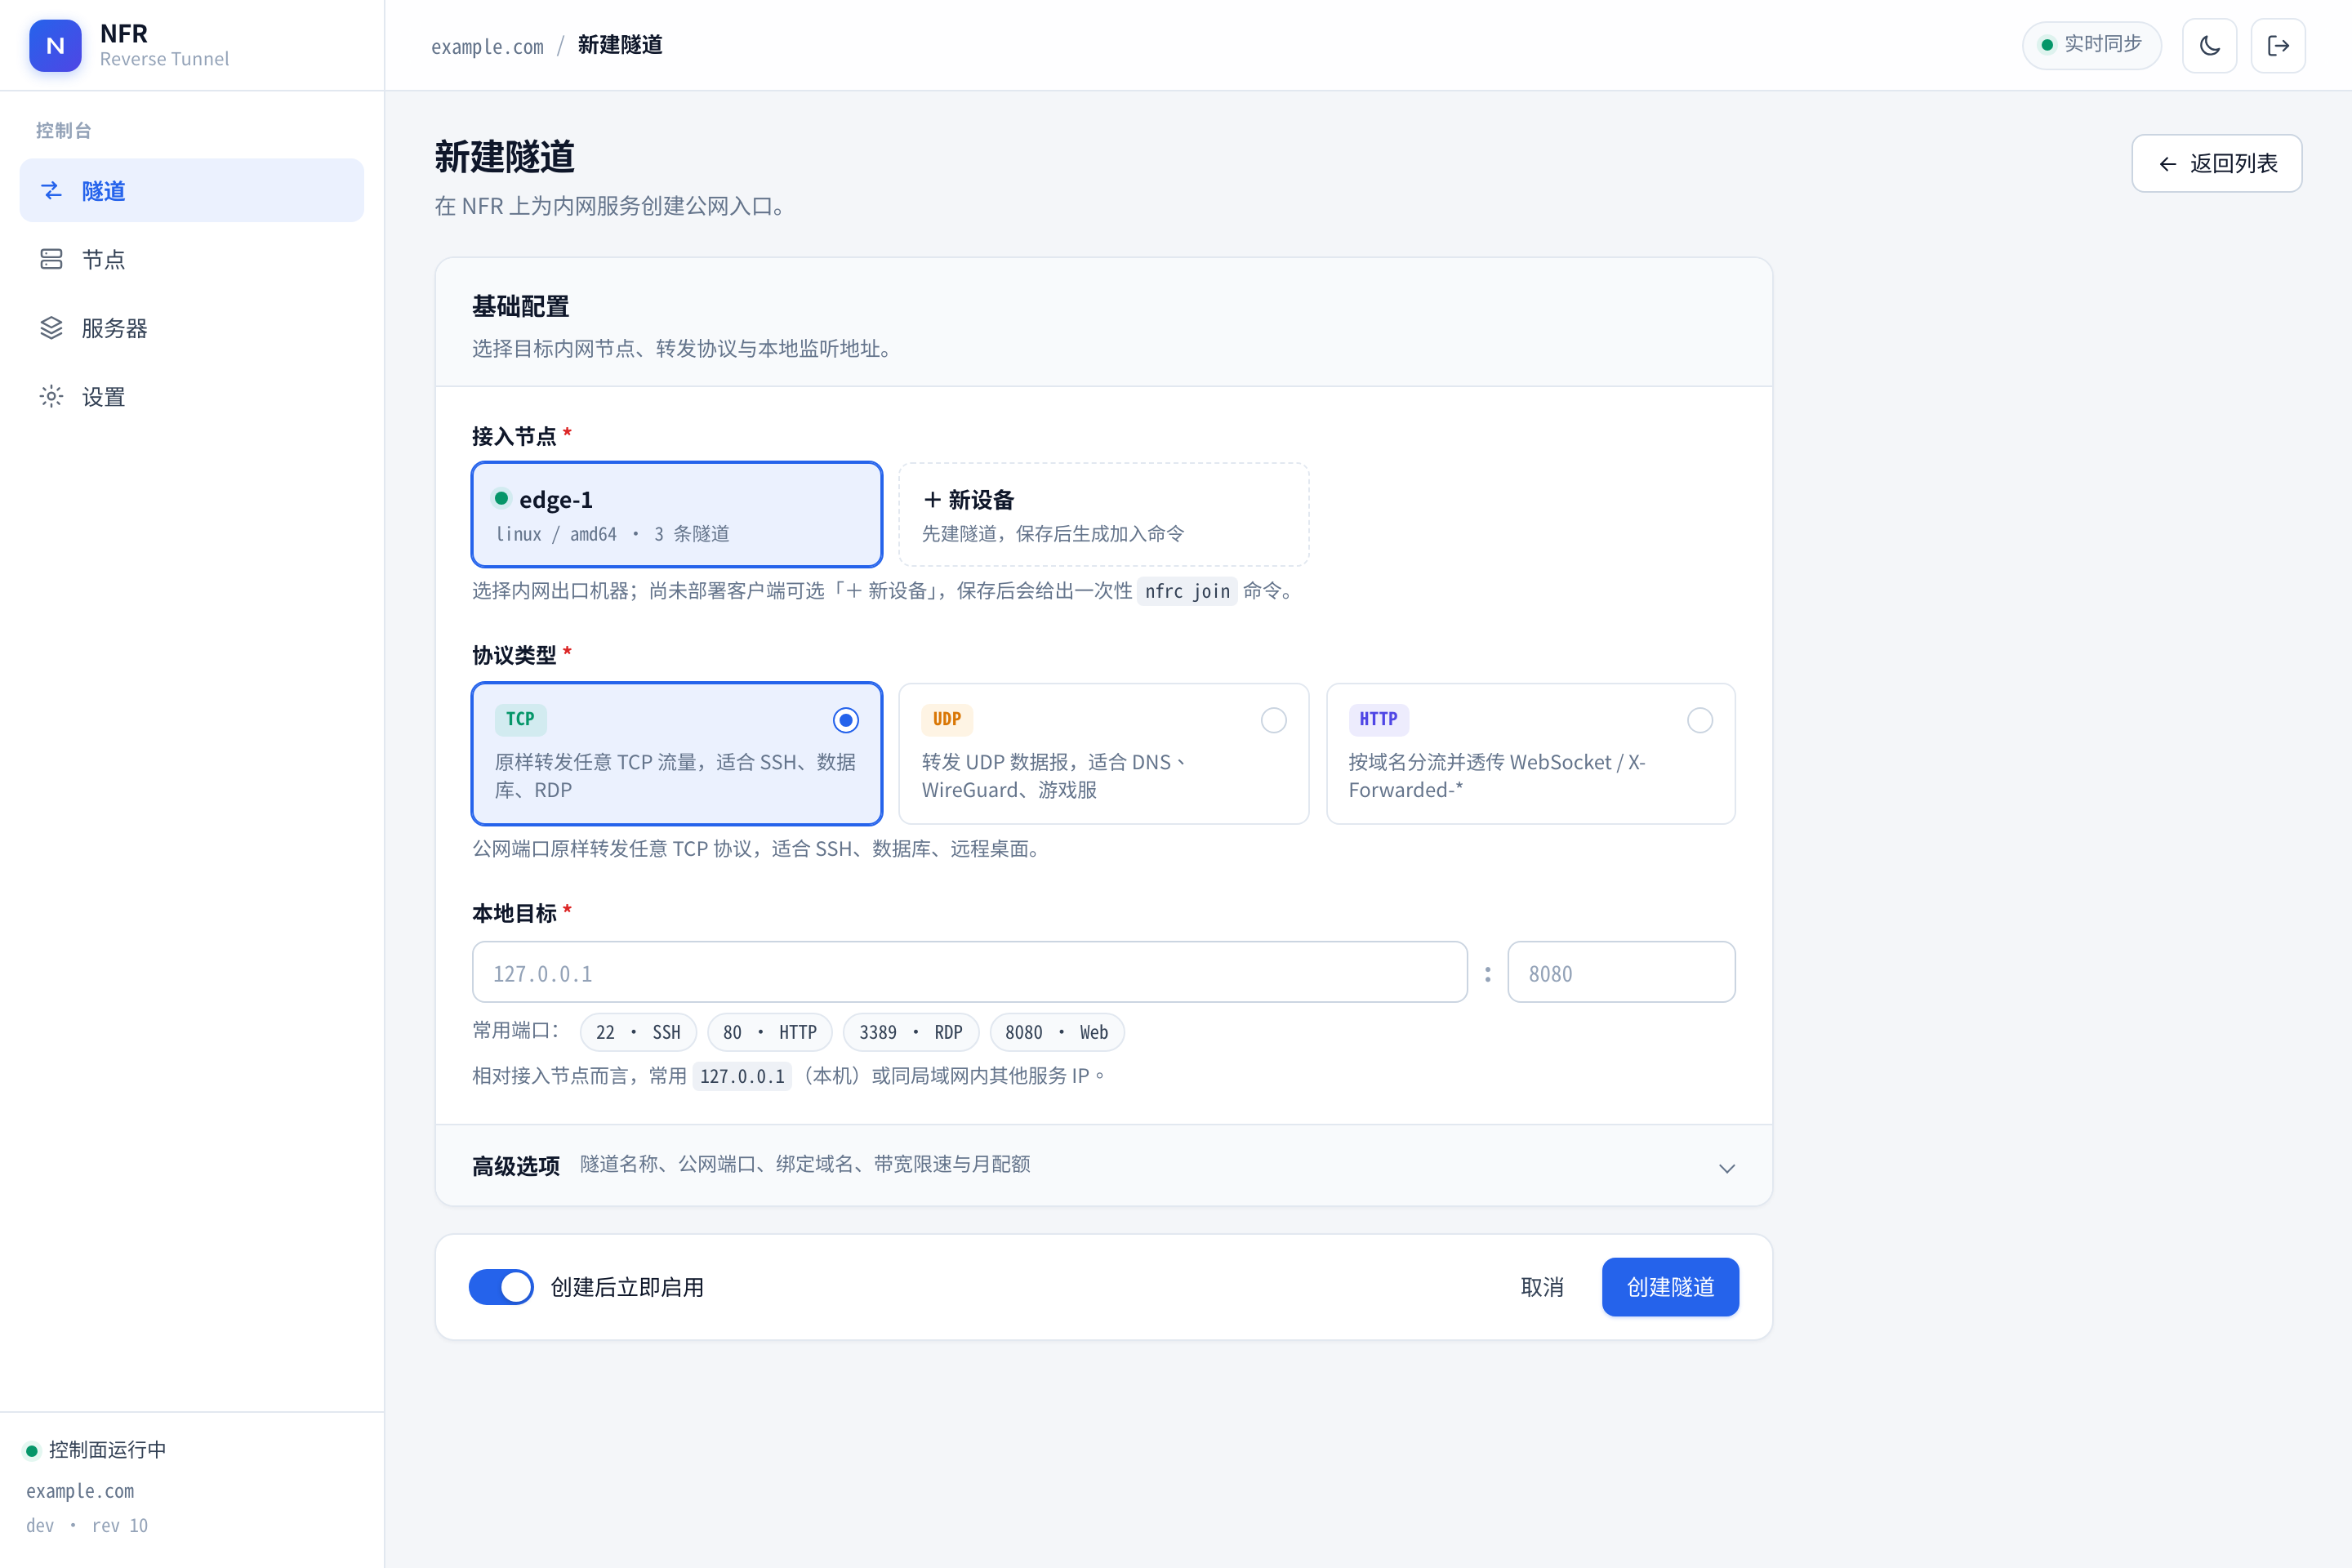 N
NFR
Reverse Tunnel
example.com / 新建隧道
实时同步
控制台
隧道
节点
服务器
设置
新建隧道
在 NFR 上为内网服务创建公网入口。
← 返回列表
基础配置
选择目标内网节点、转发协议与本地监听地址。
接入节点 *
edge-1
linux / amd64 · 3 条隧道
＋ 新设备
先建隧道，保存后生成加入命令
选择内网出口机器；尚未部署客户端可选「＋ 新设备」，保存后会给出一次性 nfrc join 命令。
协议类型 *
TCP
原样转发任意 TCP 流量，适合 SSH、数据
库、RDP
UDP
转发 UDP 数据报，适合 DNS、
WireGuard、游戏服
HTTP
按域名分流并透传 WebSocket / X-
Forwarded-*
公网端口原样转发任意 TCP 协议，适合 SSH、数据库、远程桌面。
本地目标 *
127.0.0.1 : 8080
常用端口： 22 · SSH 80 · HTTP 3389 · RDP 8080 · Web
相对接入节点而言，常用 127.0.0.1 （本机）或同局域网内其他服务 IP。
高级选项 隧道名称、公网端口、绑定域名、带宽限速与月配额
创建后立即启用
取消
创建隧道
控制面运行中
example.com
dev · rev 10